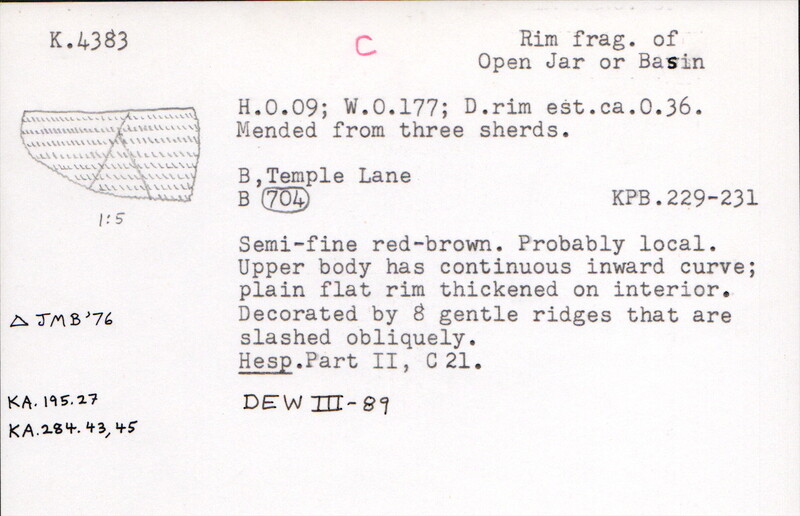 K.4383
C
Rim frag. of
Open Jar or Basin
H.0.09; W.0.177; D.rim est.ca.0.36.
Mended from three sherds.
B,Temple Lane
B 704
KPB.229-231
1:5
Semi-fine red-brown. Probably local.
Upper body has continuous inward curve;
plain flat rim thickened on interior.
Decorated by 8 gentle ridges that are
slashed obliquely.
Hesp.Part II, C 21.
△ JMB'76
KA.195.27
KA.284.43,45
DEW III-89